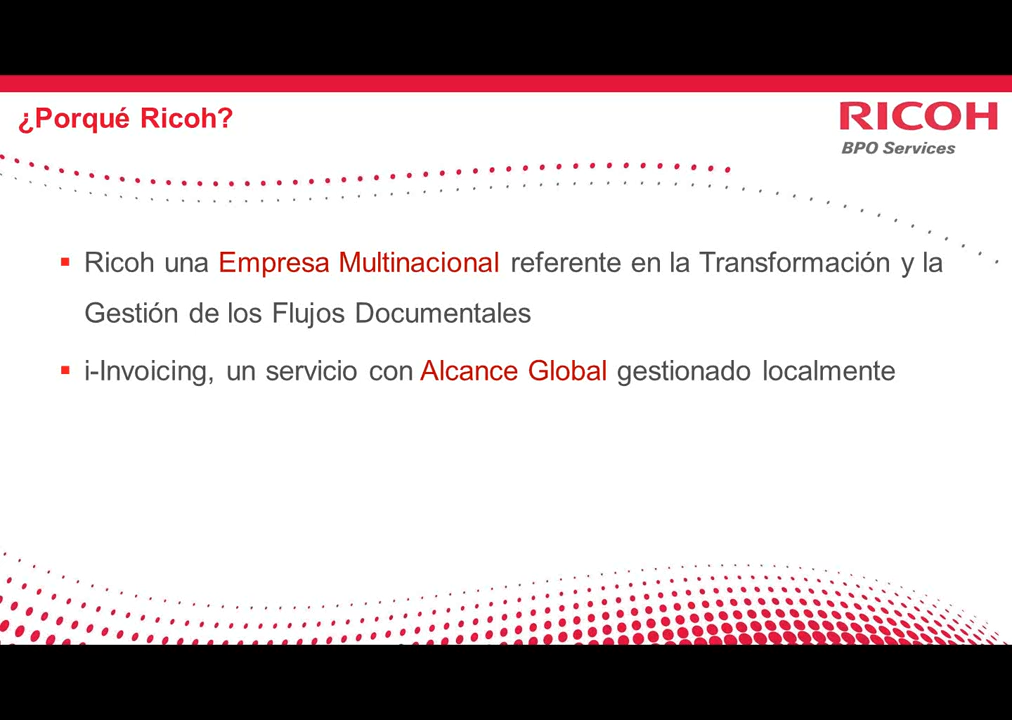 ¿Porqué Ricoh?
RICOH
BPO Services
Ricoh una Empresa Multinacional referente en la Transformación y la
Gestión de los Flujos Documentales
i-Invoicing, un servicio con Alcance Global gestionado localmente